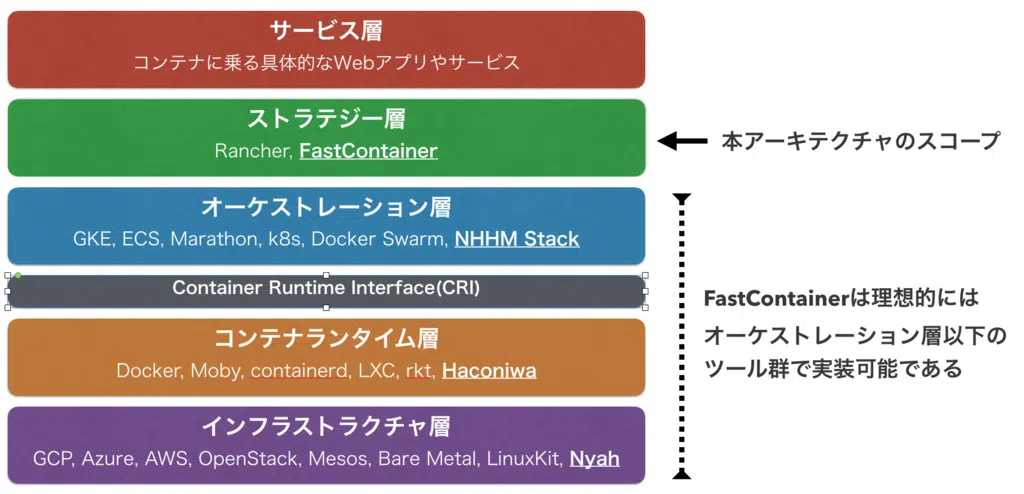 サービス層
コンテナに乗る具体的なWebアプリやサービス
ストラテジー層
Rancher, FastContainer
本アーキテクチャのスコープ
オーケストレーション層
GKE, ECS, Marathon, k8s, Docker Swarm, NHHM Stack
Container Runtime Interface(CRI)
コンテナランタイム層
Docker, Moby, containerd, LXC, rkt, Haconiwa
インフラストラクチャ層
GCP, Azure, AWS, OpenStack, Mesos, Bare Metal, LinuxKit, Nyah
FastContainerは理想的には
オーケストレーション層以下の
ツール群で実装可能である